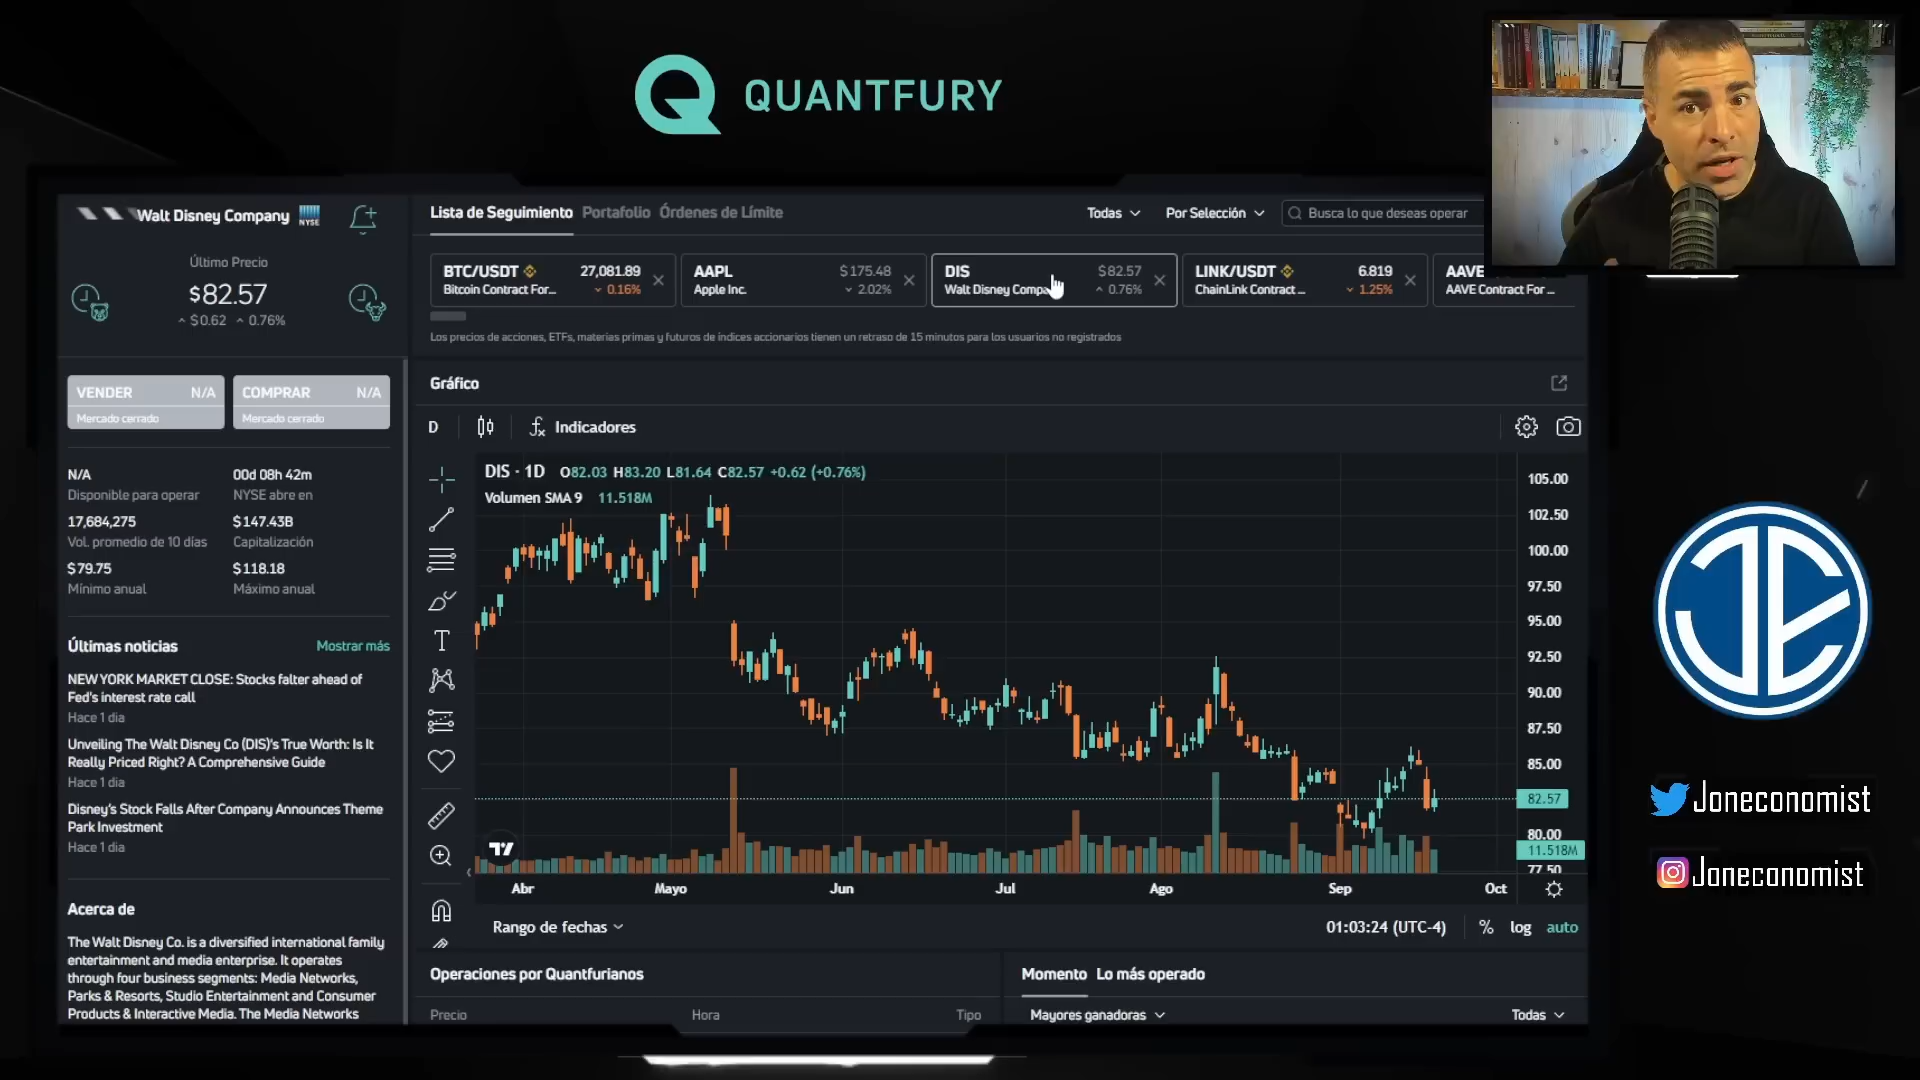 QUANTFURY
Walt Disney Company
NYSE
Último Precio
$82.57
$0.62 0.76%
VENDER N/A
Mercado cerrado
COMPRAR N/A
Mercado cerrado
N/A
Disponible para operar
00d 08h 42m
NYSE abre en
17,684,275
Vol. promedio de 10 días
$147.43B
Capitalización
$79.75
Mínimo anual
$118.18
Máximo anual
Últimas noticias Mostrar más
NEW YORK MARKET CLOSE: Stocks falter ahead of
Fed's interest rate call
Hace 1 dia
Unveiling The Walt Disney Co (DIS)'s True Worth: Is It
Really Priced Right? A Comprehensive Guide
Hace 1 dia
Disney's Stock Falls After Company Announces Theme
Park Investment
Hace 1 dia
Acerca de
The Walt Disney Co. is a diversified international family
entertainment and media enterprise. It operates
through four business segments: Media Networks,
Parks & Resorts, Studio Entertainment and Consumer
Products & Interactive Media. The Media Networks
Lista de Seguimiento Portafolio Órdenes de Límite
Todas Por Selección Busca lo que deseas operar
BTC/USDT 27,081.89
Bitcoin Contract For... 0.16%
AAPL $175.48
Apple Inc. 2.02%
DIS $82.57
Walt Disney Compa 0.76%
LINK/USDT 6.819
ChainLink Contract ... 1.25%
AAVE
AAVE Contract For ...
Los precios de acciones, ETFs, materias primas y futuros de índices accionarios tienen un retraso de 15 minutos para los usuarios no registrados
Gráfico
D Indicadores
DIS · 1D O82.03 H83.20 L81.64 C82.57 +0.62 (+0.76%)
Volumen SMA 9 11.518M
105.00
102.50
100.00
97.50
95.00
92.50
90.00
87.50
85.00
82.57
80.00
11.518M
77.50
Abr Mayo Jun Jul Ago Sep Oct
Rango de fechas 01:03:24 (UTC-4) % log auto
Operaciones por Quantfurianos
Precio Hora Tipo
Momento Lo más operado
Mayores ganadoras Todas
JE
Joneconomist
Joneconomist